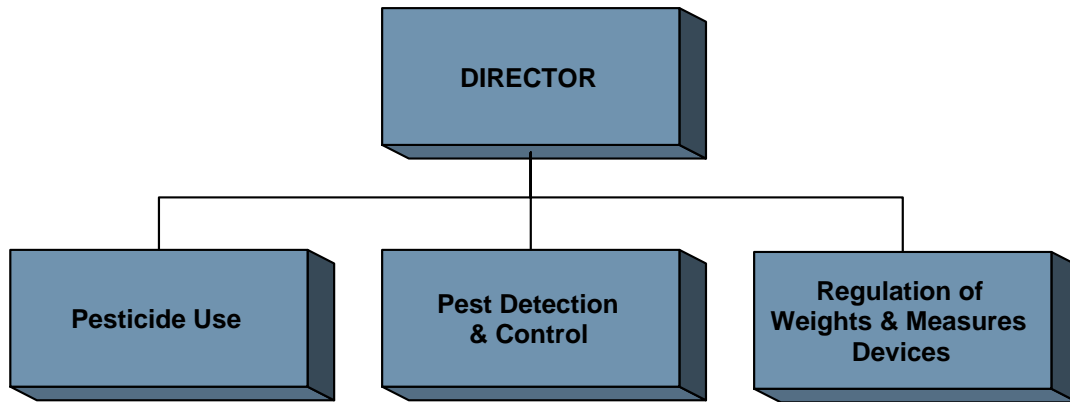 DIRECTOR
Pesticide Use
Pest Detection
& Control
Regulation of
Weights & Measures
Devices